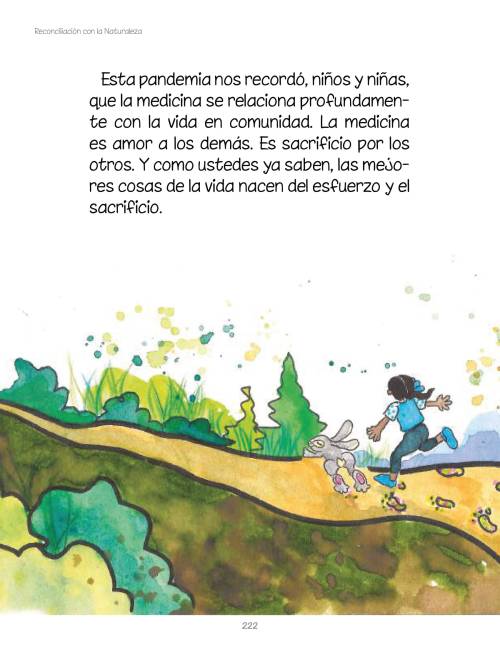 Reconciliación con la Naturaleza
Esta pandemia nos recordó, niños y niñas,
que la medicina se relaciona profundamen-
te con la vida en comunidad. La medicina
es amor a los demás. Es sacrificio por los
otros. Y como ustedes ya saben, las mejo-
res cosas de la vida nacen del esfuerzo y el
sacrificio.
222